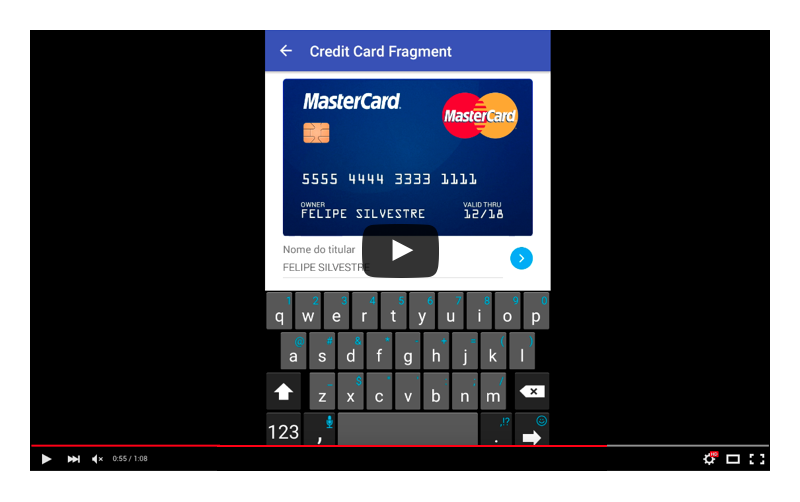 Credit Card Fragment
MasterCard
MasterCard
5555 4444 3333 1111
OWNER
VALID THRU
FELIPE SILVESTRE
12/18
Nome do titular
FELIPE SILVESTRE
1 2 3 4 5 6 7 8 9 0
q w e r t y u i o p
@ # & * - + = ( )
a s d f g h j k l
_ $ " ' : ; /
z x c v b n m
,!?
123 , .
0:55 / 1:08
HD